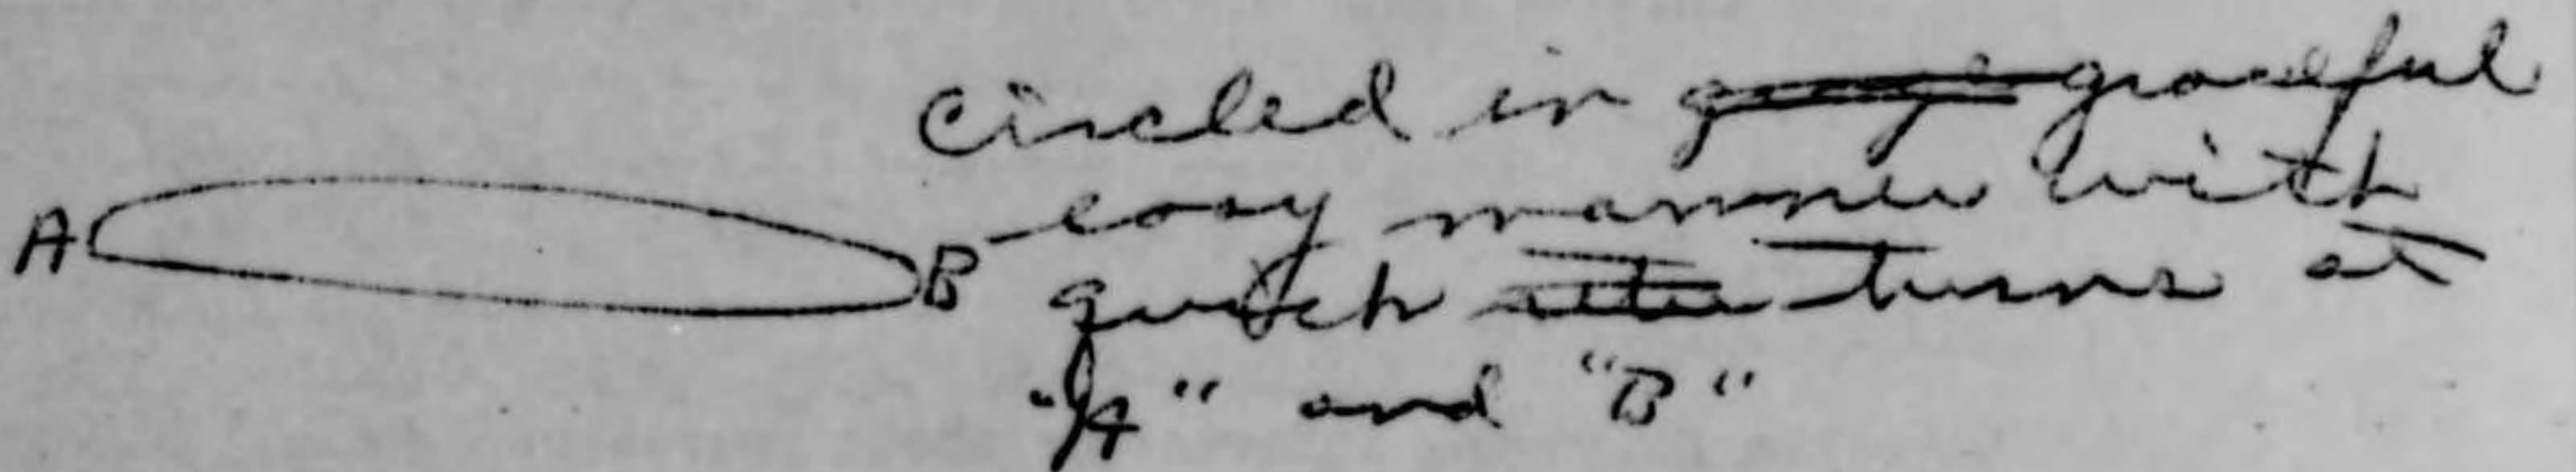 circled in graceful
A B easy manner with
quick turns at
"A" and "B"